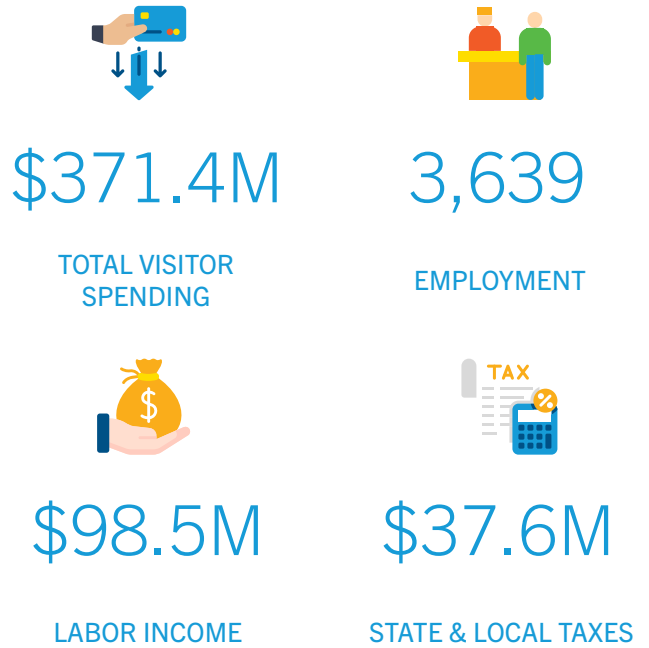 $371.4M
TOTAL VISITOR
SPENDING
3,639
EMPLOYMENT
$
$98.5M
LABOR INCOME
TAX
%
$37.6M
STATE & LOCAL TAXES